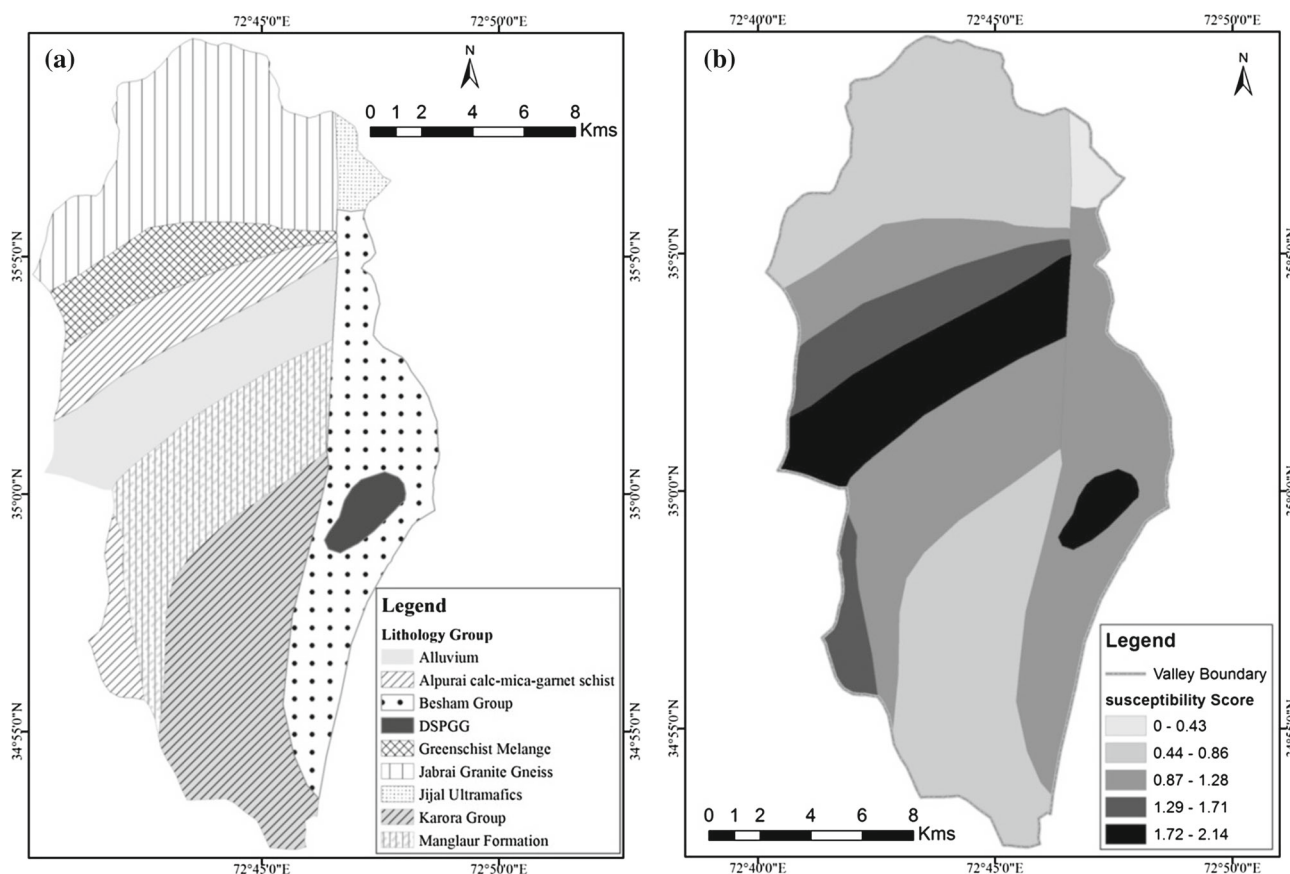 72°45'0"E 72°50'0"E
(a)
N
0 1 2 4 6 8
Kms
35°5'0"N
35°0'0"N
34°55'0"N
Legend
Lithology Group
Alluvium
Alpurai calc-mica-garnet schist
Besham Group
DSPGG
Greenschist Melange
Jabrai Granite Gneiss
Jijal Ultramafics
Karora Group
Manglaur Formation
72°45'0"E 72°50'0"E
72°40'0"E 72°45'0"E 72°50'0"E
(b)
N
35°5'0"N
35°0'0"N
34°55'0"N
Legend
Valley Boundary
susceptibility Score
0 - 0.43
0.44 - 0.86
0.87 - 1.28
1.29 - 1.71
1.72 - 2.14
0 1 2 4 6 8
Kms
72°40'0"E 72°45'0"E 72°50'0"E